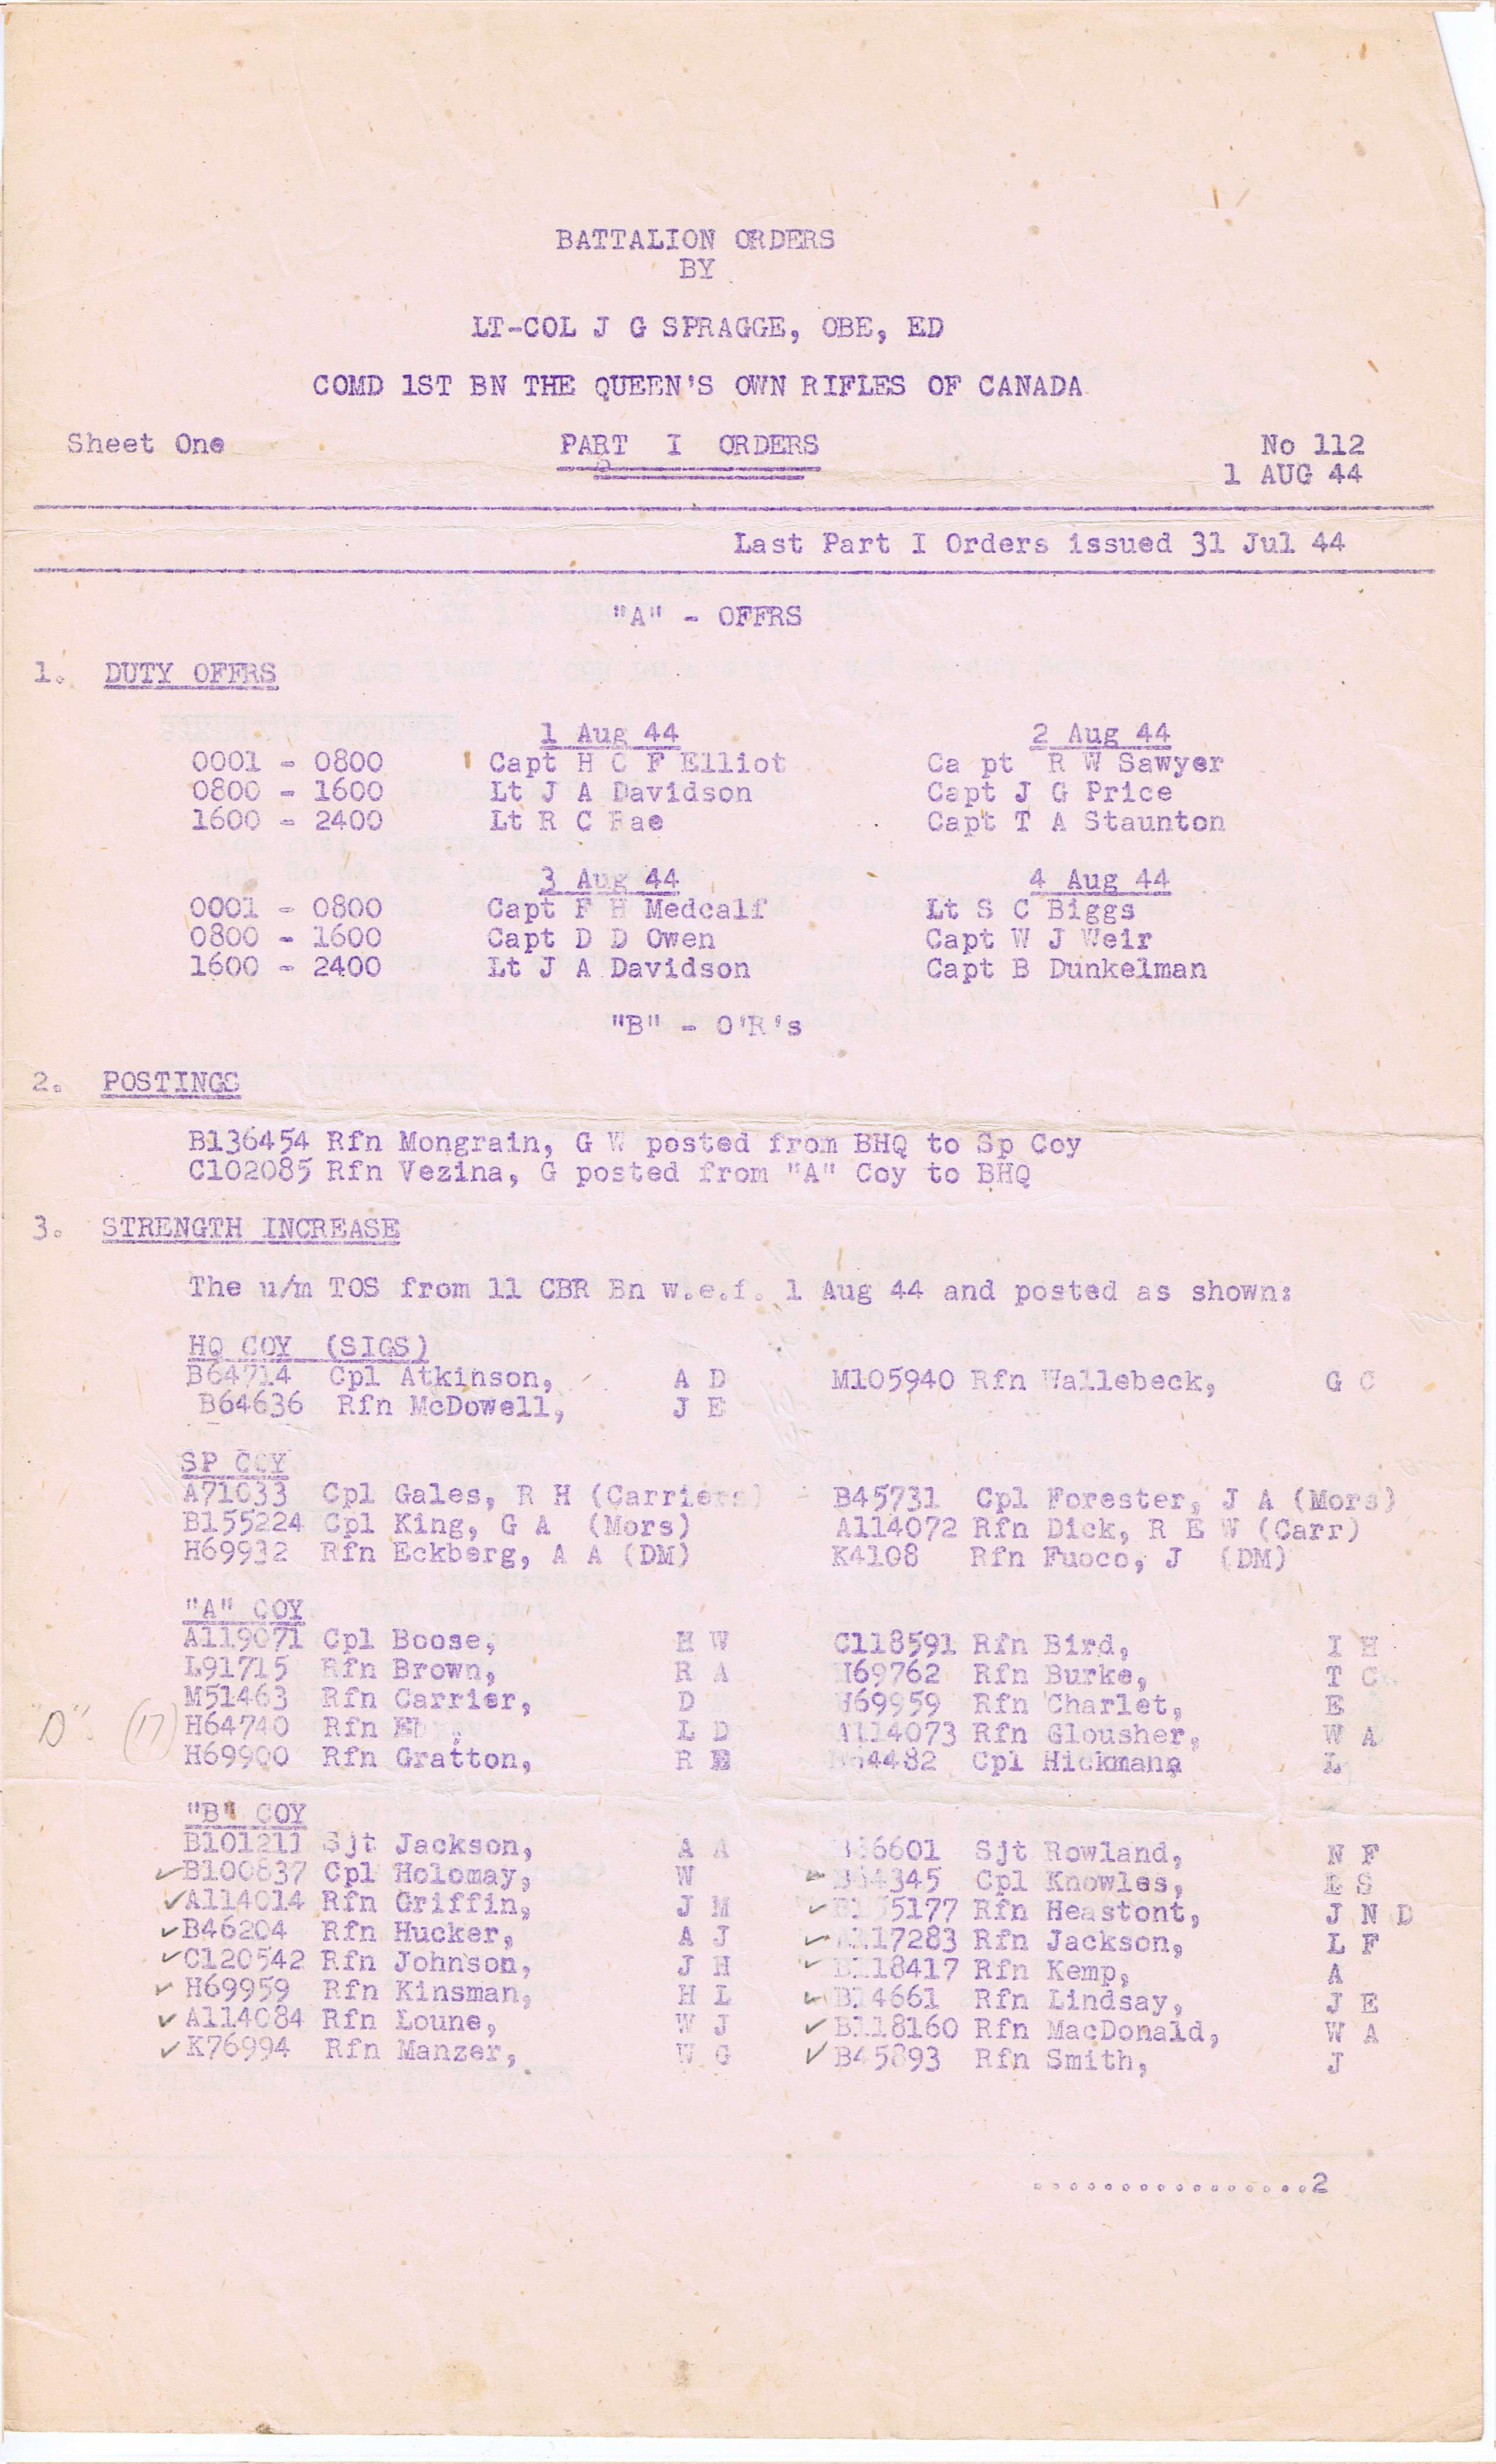 BATTALION ORDERS
BY
LT-COL J G SPRAGGE, OBE, ED
COMD 1ST BN THE QUEEN'S OWN RIFLES OF CANADA
Sheet One PART I ORDERS No 112
1 AUG 44
Last Part I Orders issued 31 Jul 44
"A" - OFFRS
1. DUTY OFFRS
1 Aug 44 2 Aug 44
0001 - 0800 Capt H C F Elliot Ca pt R W Sawyer
0800 - 1600 Lt J A Davidson Capt J G Price
1600 - 2400 Lt R C Rae Capt T A Staunton
3 Aug 44 4 Aug 44
0001 - 0800 Capt F H Medcalf Lt S C Biggs
0800 - 1600 Capt D D Owen Capt W J Weir
1600 - 2400 Lt J A Davidson Capt B Dunkelman
"B" - O'R's
2. POSTINGS
B136454 Rfn Mongrain, G W posted from BHQ to Sp Coy
C102085 Rfn Vezina, G posted from "A" Coy to BHQ
3. STRENGTH INCREASE
The u/m TOS from 11 CBR Bn w.e.f. 1 Aug 44 and posted as shown:
HQ COY (SIGS)
B64714 Cpl Atkinson, A D M105940 Rfn Wallebeck, G C
B64636 Rfn McDowell, J E
SP COY
A71033 Cpl Gales, R H (Carriers) B45731 Cpl Forester, J A (Mors)
B155224 Cpl King, G A (Mors) A114072 Rfn Dick, R E W (Carr)
H69932 Rfn Eckberg, A A (DM) K4108 Rfn Fuoco, J (DM)
"A" COY
A119071 Cpl Boose, H W C118591 Rfn Bird, I H
L91715 Rfn Brown, R A H69762 Rfn Burke, T C
M51463 Rfn Carrier, D H69959 Rfn Charlet, E
"D". (17) H64740 Rfn L D A114073 Rfn Glousher, W A
H69900 Rfn Gratton, R E Cpl Hickmann L
"B" COY
B101211 Sjt Jackson, A A Sjt Rowland, N F
✓B100837 Cpl Holomay, W ✓ Cpl Knowles, E S
✓A114014 Rfn Griffin, J M ✓ Rfn Heastont, J N D
✓B46204 Rfn Hucker, A J ✓A117283 Rfn Jackson, L F
✓C120542 Rfn Johnson, J H ✓B118417 Rfn Kemp, A
✓H69959 Rfn Kinsman, H L ✓ Rfn Lindsay, J E
✓A114084 Rfn Loune, W J ✓B118160 Rfn MacDonald, W A
✓K76994 Rfn Manzer, W G ✓B45893 Rfn Smith, J
................2